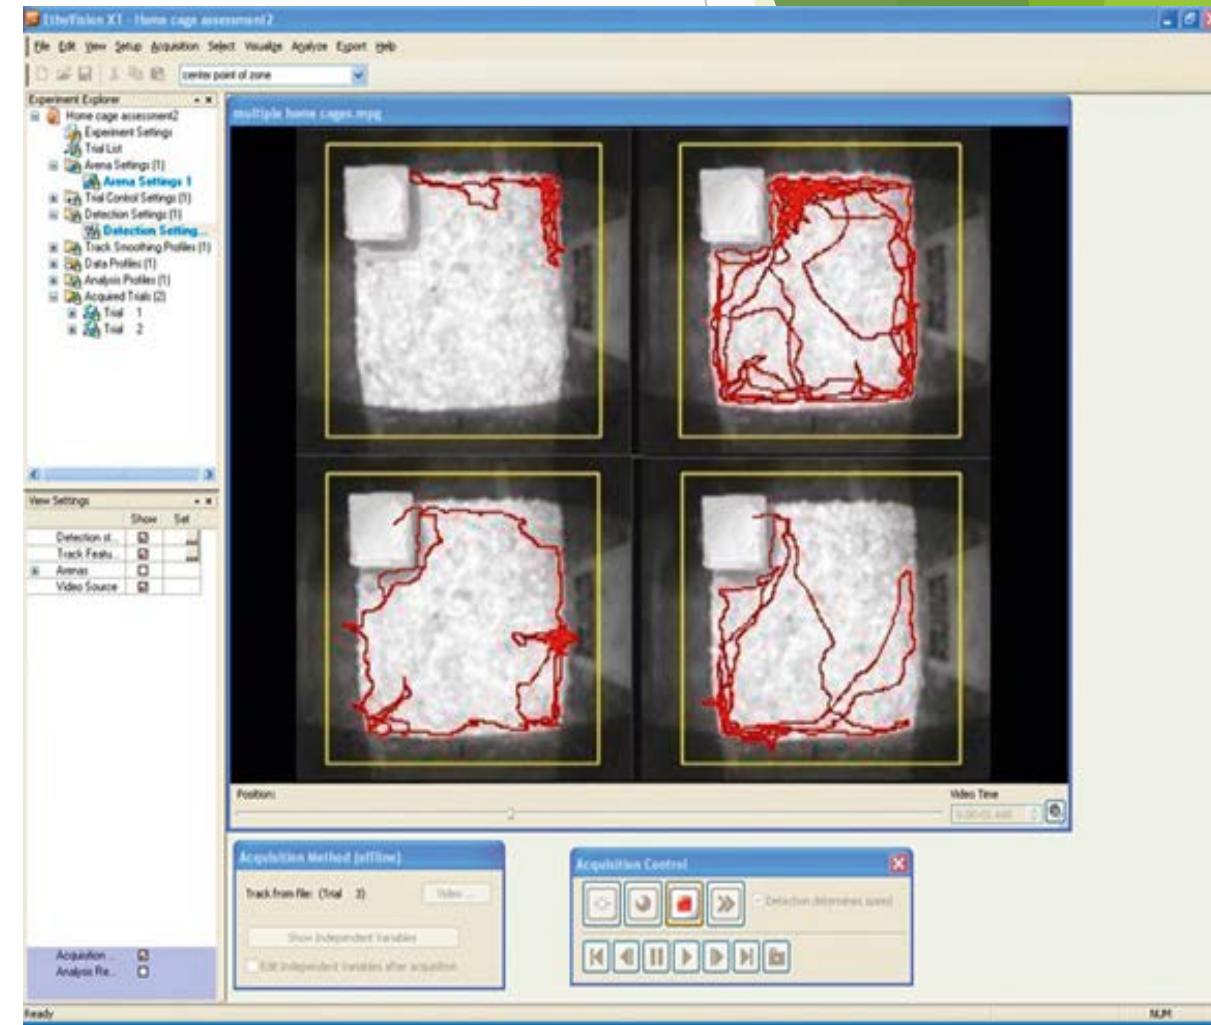 EthoVision XT - Home cage assessment2
File Edit View Setup Acquisition Select Visualize Analyze Export Help
center point of zone
Experiment Explorer
Home cage assessment2
Experiment Settings
Trial List
Arena Settings (1)
Arena Settings 1
Trial Control Settings (1)
Detection Settings (1)
Detection Setting...
Track Smoothing Profiles (1)
Data Profiles (1)
Analysis Profiles (1)
Acquired Trials (2)
Trial 1
Trial 2
multiple home cages.mpg
View Settings
Show Set
Detection st...
Track Featu...
Arenas
Video Source
Position:
Video Time
Acquisition Method (offline)
Track from file: (Trial 3)
Video ...
Show Independent Variables
Edit Independent Variables after acquisition
Acquisition Control
Detection determines speed
Acquisition ...
Analysis Re...
Ready
NUM